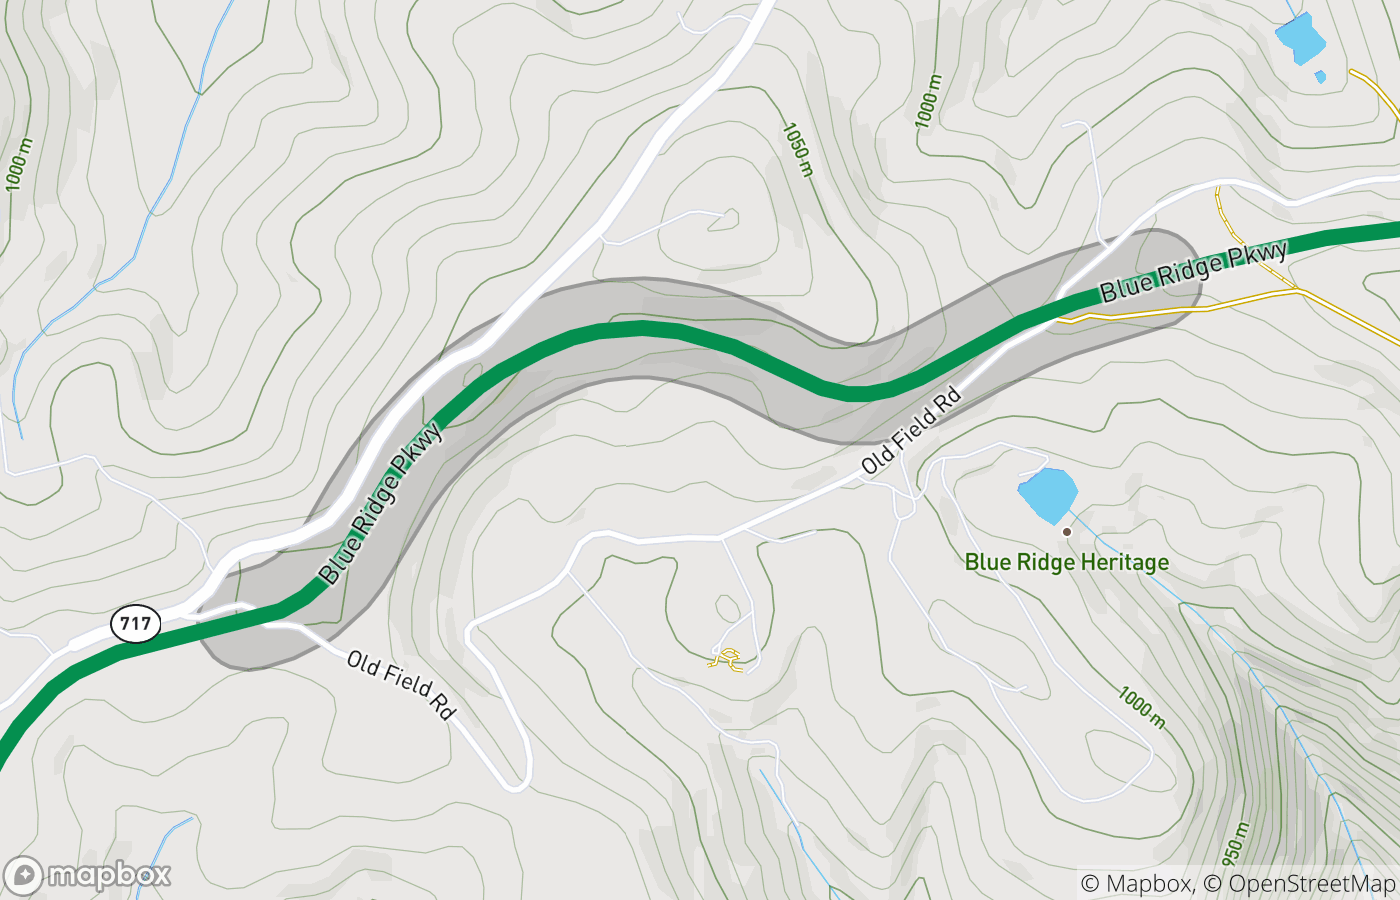 1000 m
1050 m
1000 m
Blue Ridge Pkwy
Blue Ridge Pkwy
Old Field Rd
Blue Ridge Heritage
717
Old Field Rd
1000 m
950 m
mapbox
© Mapbox, © OpenStreetMap